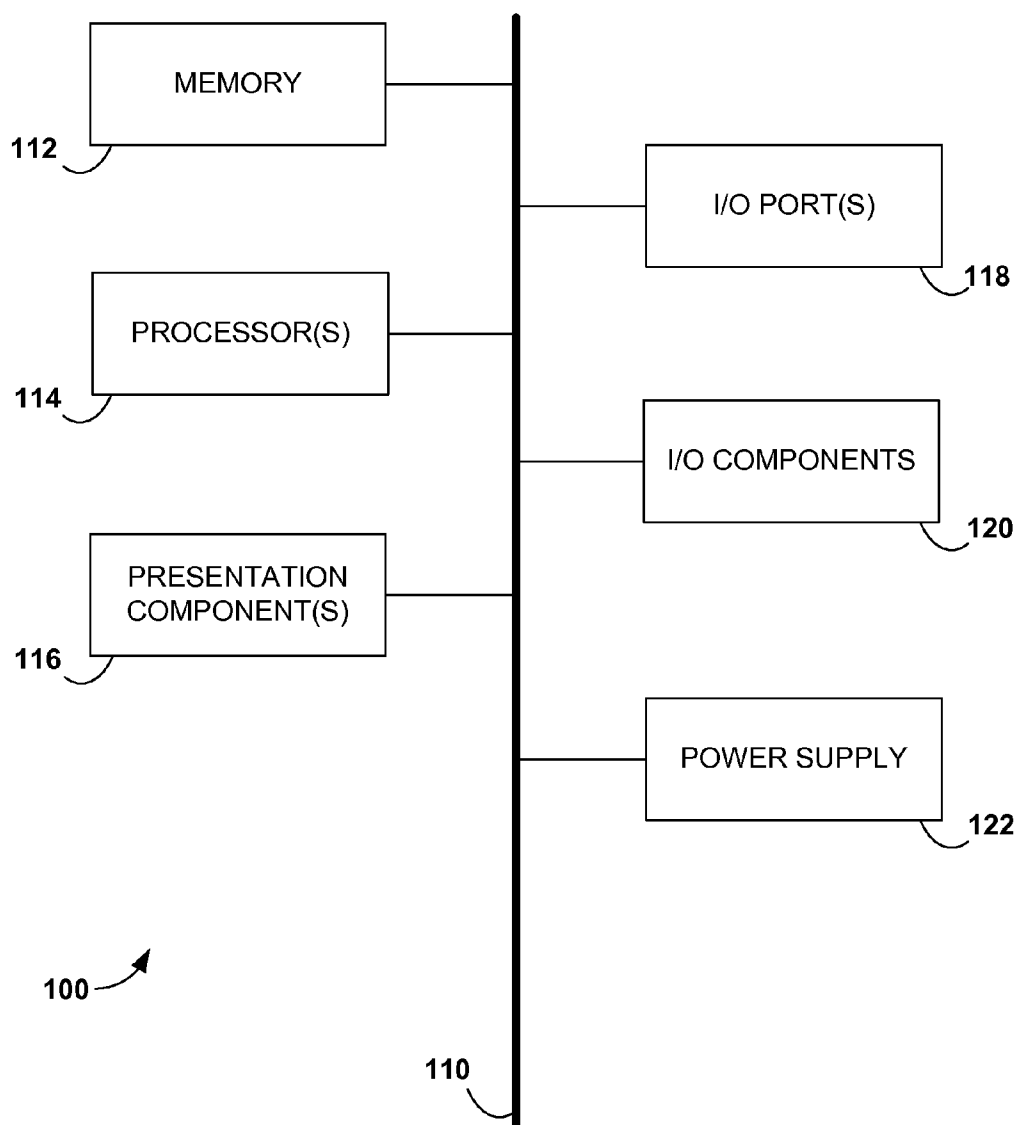 MEMORY
112
I/O PORT(S)
118
PROCESSOR(S)
114
I/O COMPONENTS
120
PRESENTATION
COMPONENT(S)
116
POWER SUPPLY
122
100
110